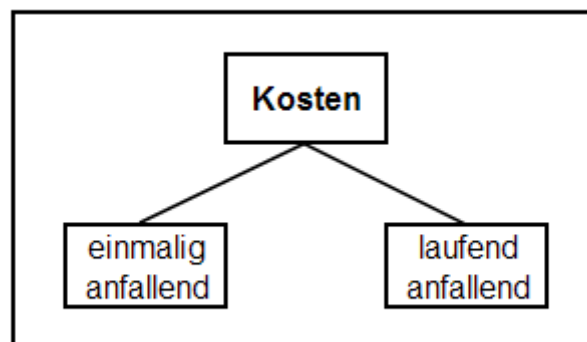 Kosten
einmalig
anfallend
laufend
anfallend